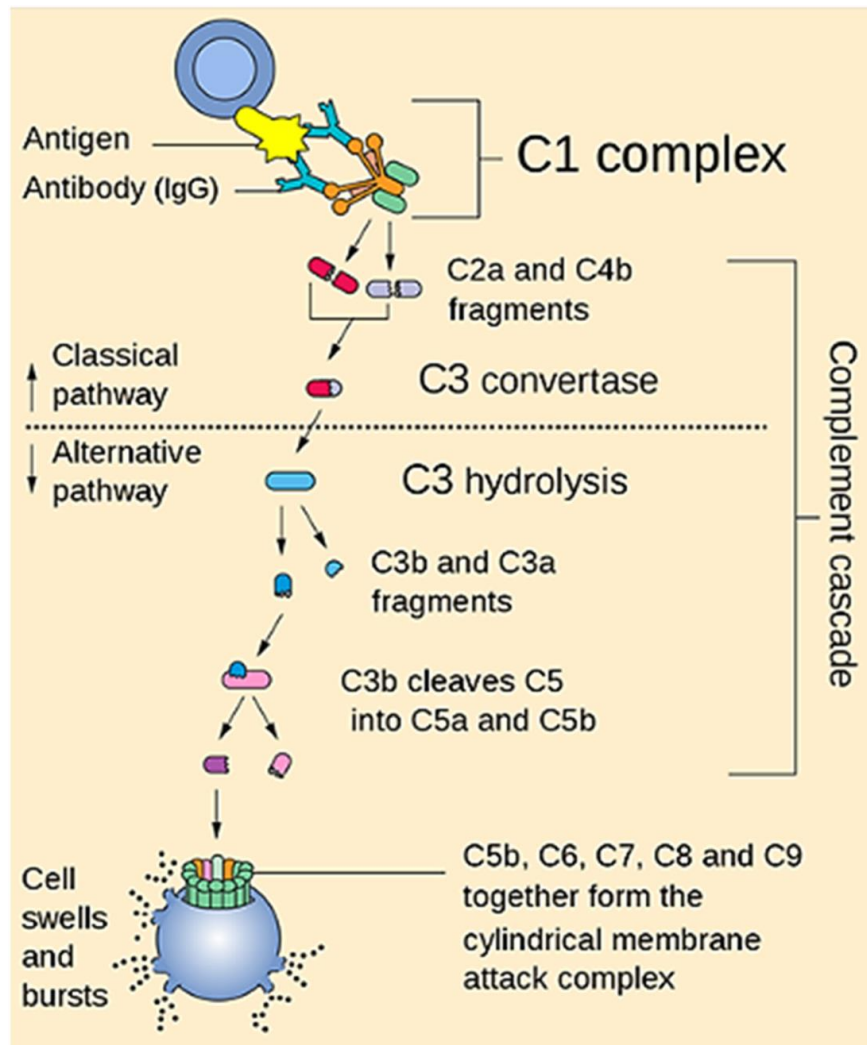 Antigen
Antibody (IgG)
C1 complex
C2a and C4b
fragments
Classical
pathway
C3 convertase
Alternative
pathway
C3 hydrolysis
C3b and C3a
fragments
C3b cleaves C5
into C5a and C5b
Complement cascade
Cell
swells
and
bursts
C5b, C6, C7, C8 and C9
together form the
cylindrical membrane
attack complex